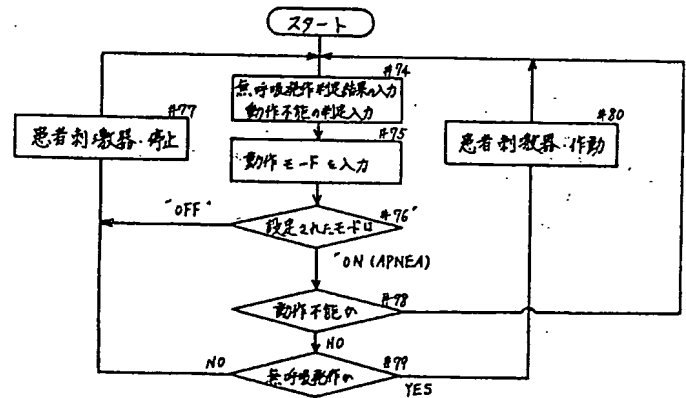 スタート
#74
無呼吸発作判定結果の入力
動作不能の判定入力
#77
患者刺激器・停止
#75
動作モードを入力
#80
患者刺激器・作動
"OFF"
#76
設定されたモードは
"ON (APNEA)
#78
動作不能か
NO
#79
NO
無呼吸発作か
YES